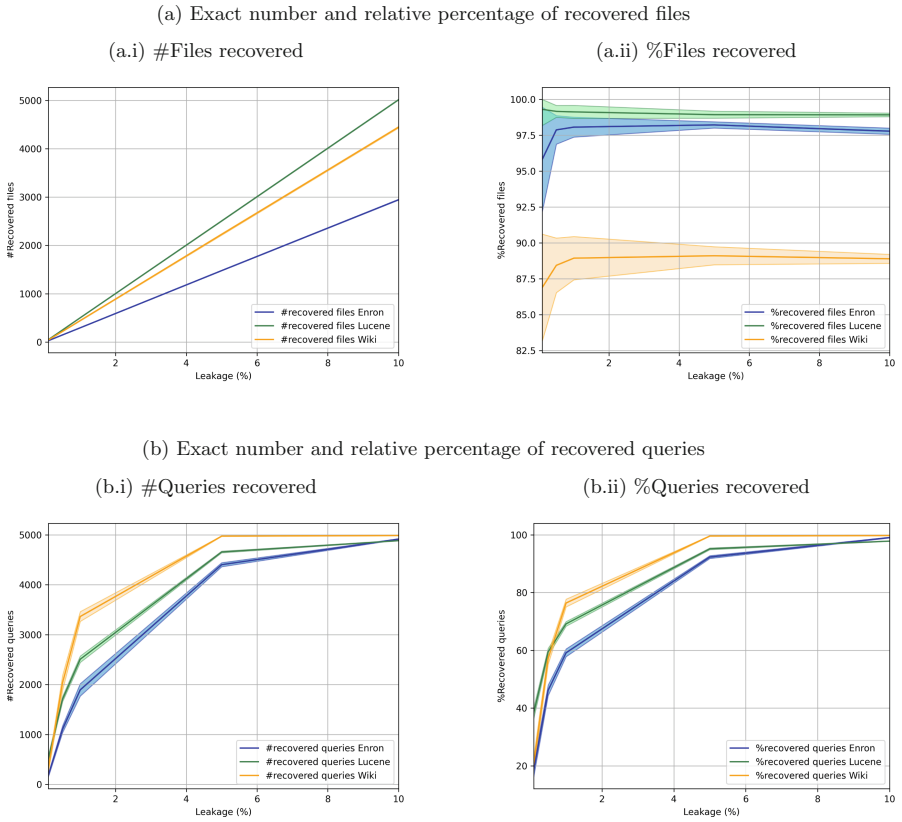 (a) Exact number and relative percentage of recovered files
(a.i) #Files recovered
(a.ii) %Files recovered
#Recovered files
5000
4000
3000
2000
1000
0
2
4
6
8
10
Leakage (%)
#recovered files Enron
#recovered files Lucene
#recovered files Wiki
%Recovered files
100.0
97.5
95.0
92.5
90.0
87.5
85.0
82.5
2
4
6
8
10
Leakage (%)
%recovered files Enron
%recovered files Lucene
%recovered files Wiki
(b) Exact number and relative percentage of recovered queries
(b.i) #Queries recovered
(b.ii) %Queries recovered
#Recovered queries
5000
4000
3000
2000
1000
0
2
4
6
8
10
Leakage (%)
#recovered queries Enron
#recovered queries Lucene
#recovered queries Wiki
%Recovered queries
100
80
60
40
20
2
4
6
8
10
Leakage (%)
%recovered queries Enron
%recovered queries Lucene
%recovered queries Wiki